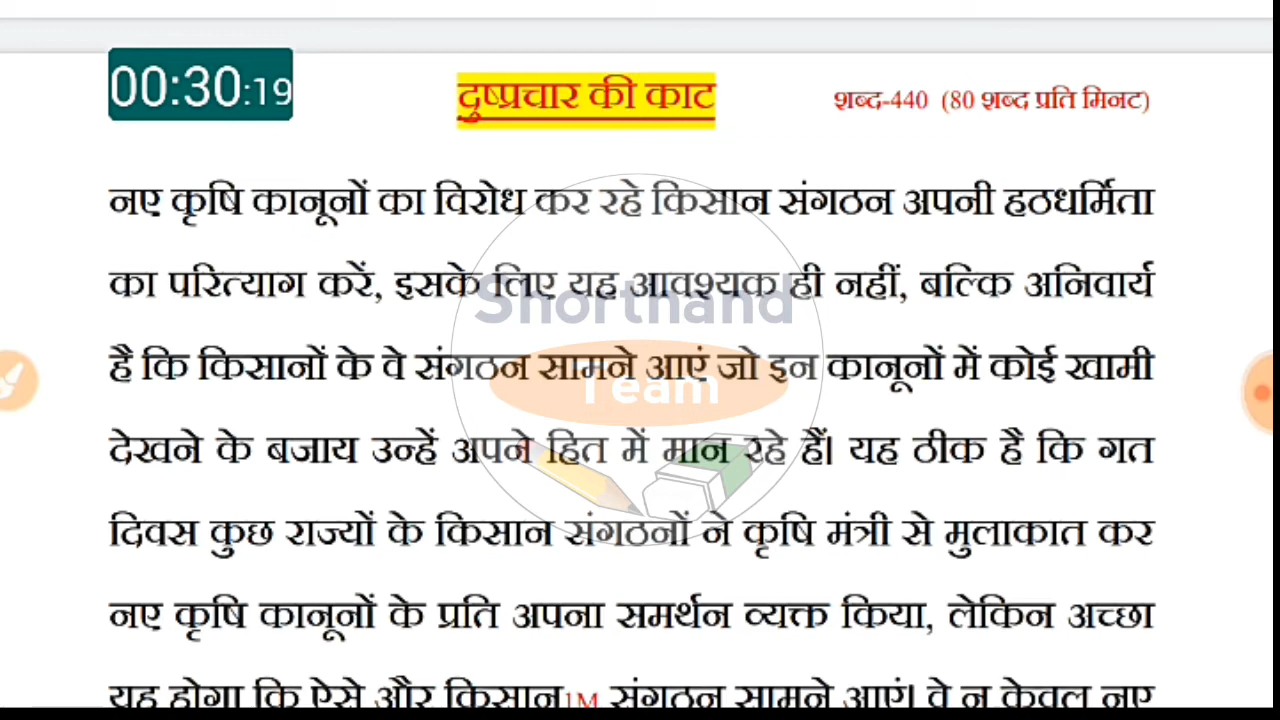 00:30:19
दुष्प्रचार की काट
शब्द-440 (80 शब्द प्रति मिनट)
नए कृषि कानूनों का विरोध कर रहे किसान संगठन अपनी हठधर्मिता
का परित्याग करें, इसके लिए यह आवश्यक ही नहीं, बल्कि अनिवार्य
है कि किसानों के वे संगठन सामने आएं जो इन कानूनों में कोई खामी
देखने के बजाय उन्हें अपने हित में मान रहे हैं। यह ठीक है कि गत
दिवस कुछ राज्यों के किसान संगठनों ने कृषि मंत्री से मुलाकात कर
नए कृषि कानूनों के प्रति अपना समर्थन व्यक्त किया, लेकिन अच्छा
यह होगा कि ऐसे और किसान1M संगठन सामने आएं। वे न केवल नए
Shorthand
Team